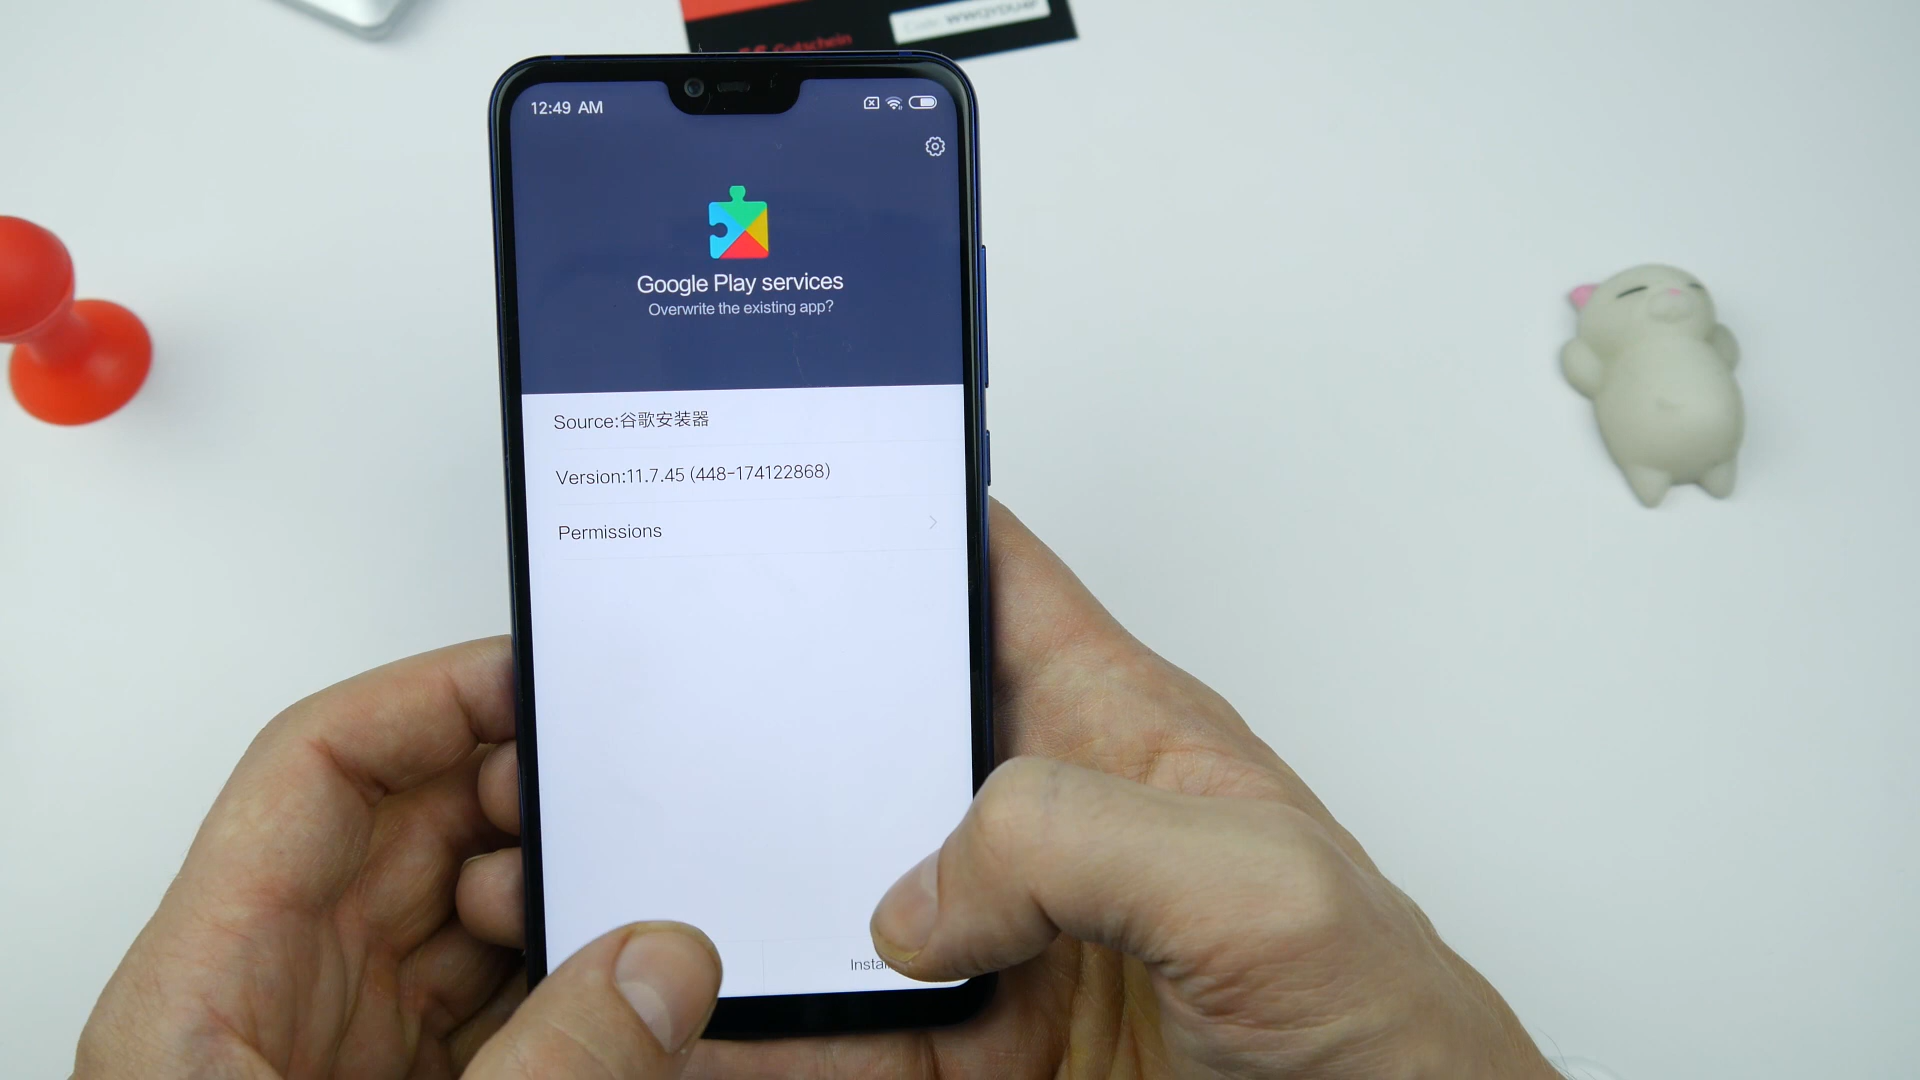 Gutschein
12:49 AM
Google Play services
Overwrite the existing app?
Source:谷歌安装器
Version:11.7.45 (448-174122868)
Permissions
Instal